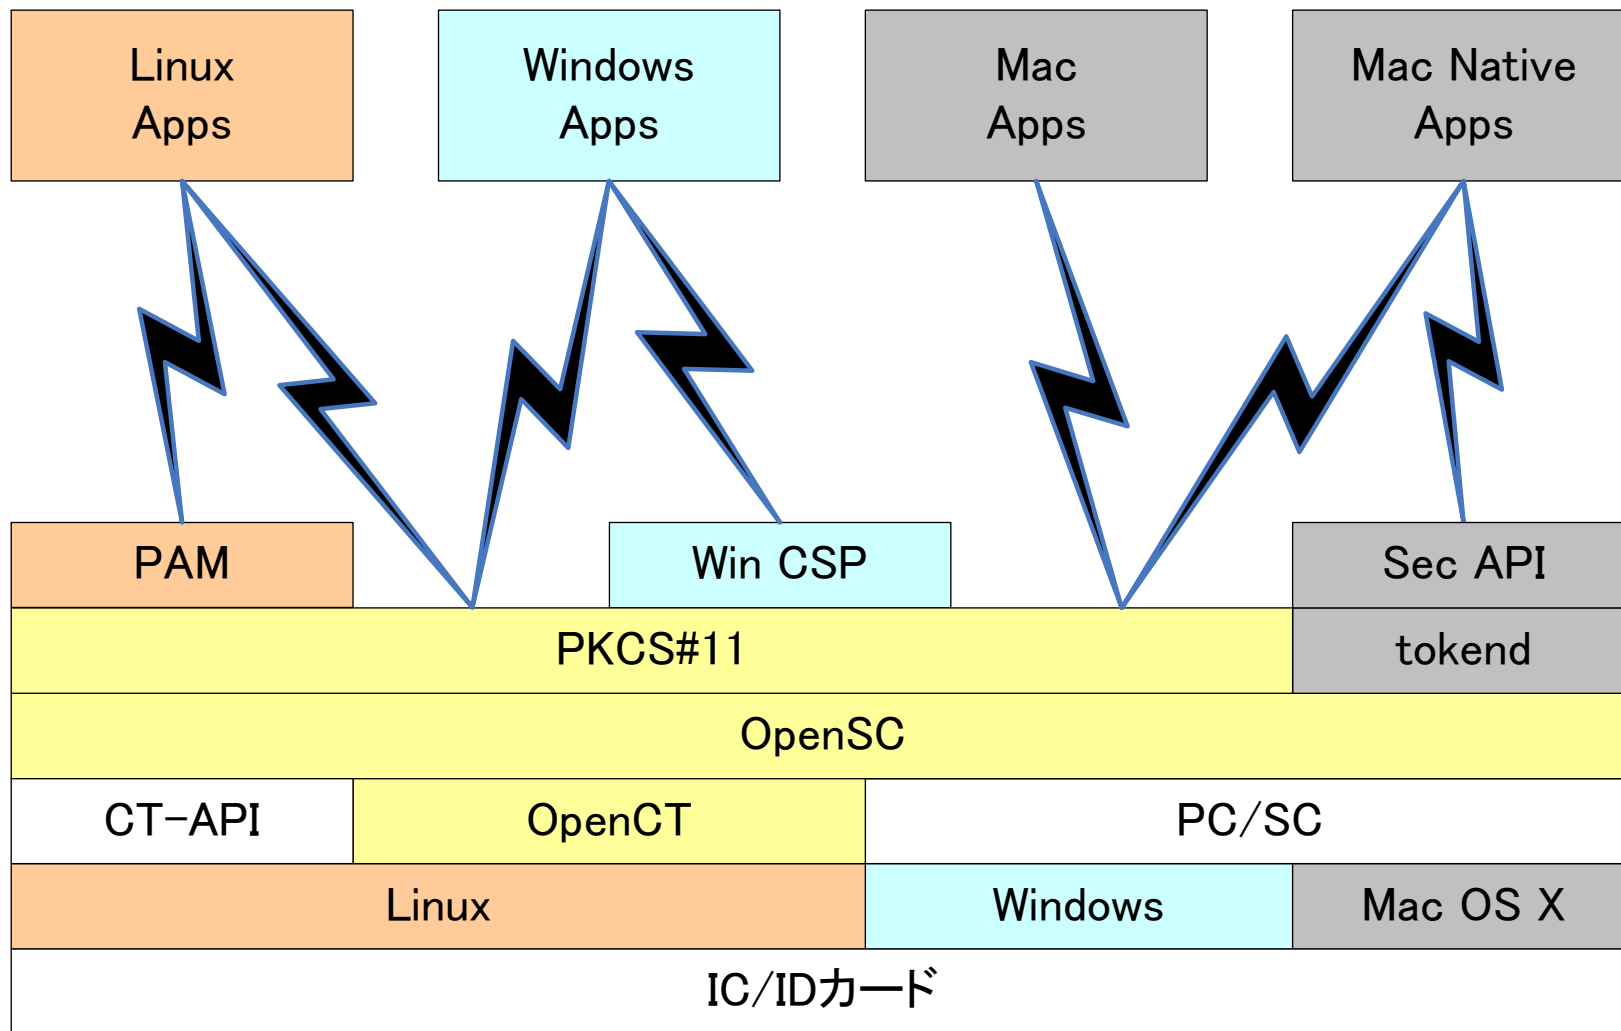 Linux
Apps
Windows
Apps
Mac
Apps
Mac Native
Apps
PAM
Win CSP
Sec API
PKCS#11
tokend
OpenSC
CT-API
OpenCT
PC/SC
Linux
Windows
Mac OS X
IC/IDカード